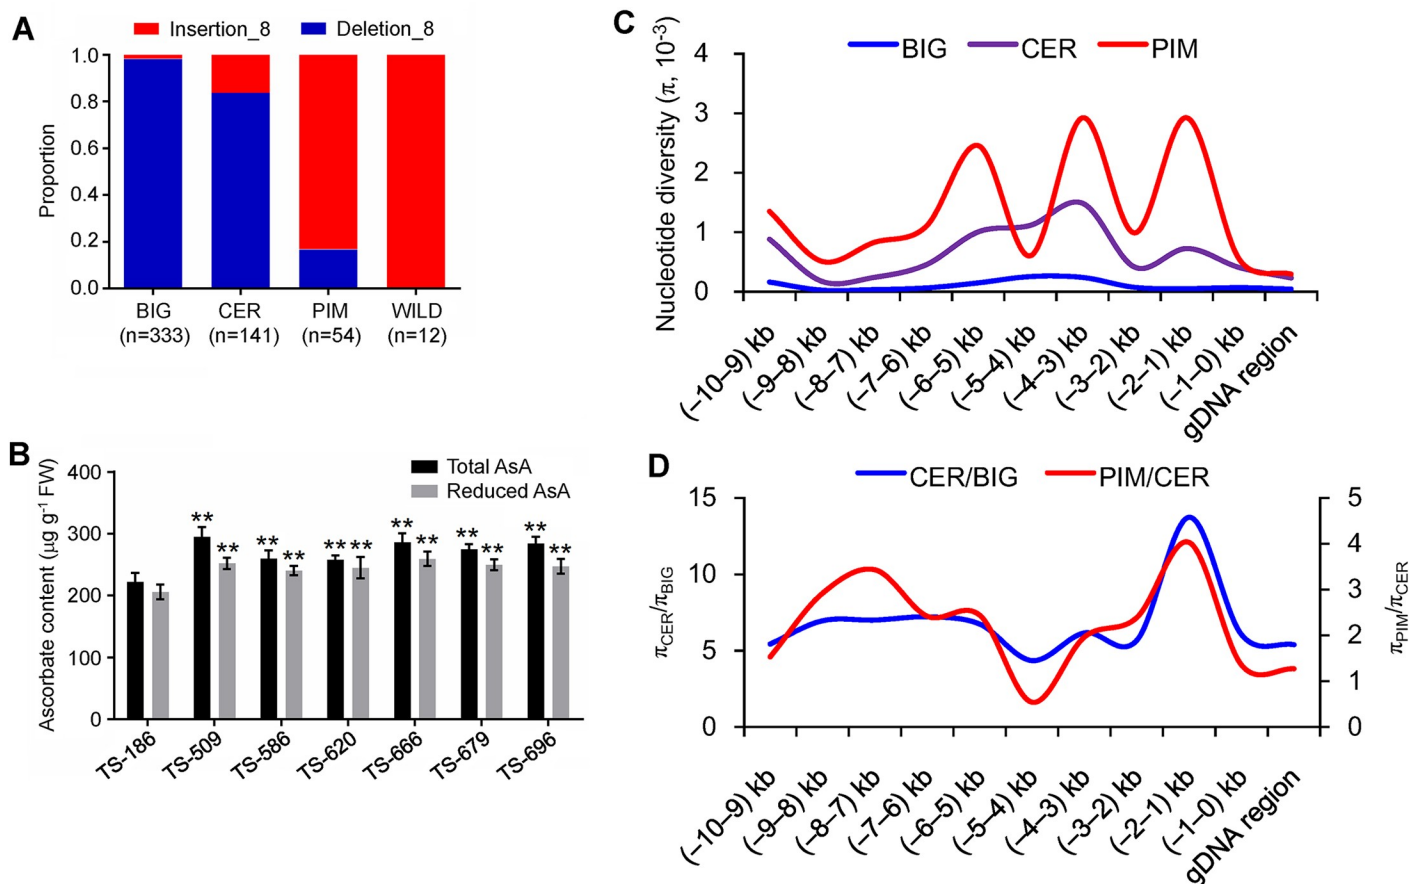 A
Insertion_8 Deletion_8
Proportion
1.0
0.8
0.6
0.4
0.2
0.0
BIG CER PIM WILD
(n=333) (n=141) (n=54) (n=12)
B
Total AsA
Reduced AsA
Ascorbate content (µg g⁻¹ FW)
400
300
200
100
0
** ** ** ** ** ** ** ** ** ** ** **
TS-186 TS-509 TS-586 TS-620 TS-666 TS-679 TS-696
C
BIG CER PIM
Nucleotide diversity (π, 10⁻³)
4
3
2
1
0
(–10–9) kb
(–9–8) kb
(–8–7) kb
(–7–6) kb
(–6–5) kb
(–5–4) kb
(–4–3) kb
(–3–2) kb
(–2–1) kb
(–1–0) kb
gDNA region
D
CER/BIG PIM/CER
πCER/πBIG
15
10
5
0
5
4
3
2
1
0
πPIM/πCER
(–10–9) kb
(–9–8) kb
(–8–7) kb
(–7–6) kb
(–6–5) kb
(–5–4) kb
(–4–3) kb
(–3–2) kb
(–2–1) kb
(–1–0) kb
gDNA region